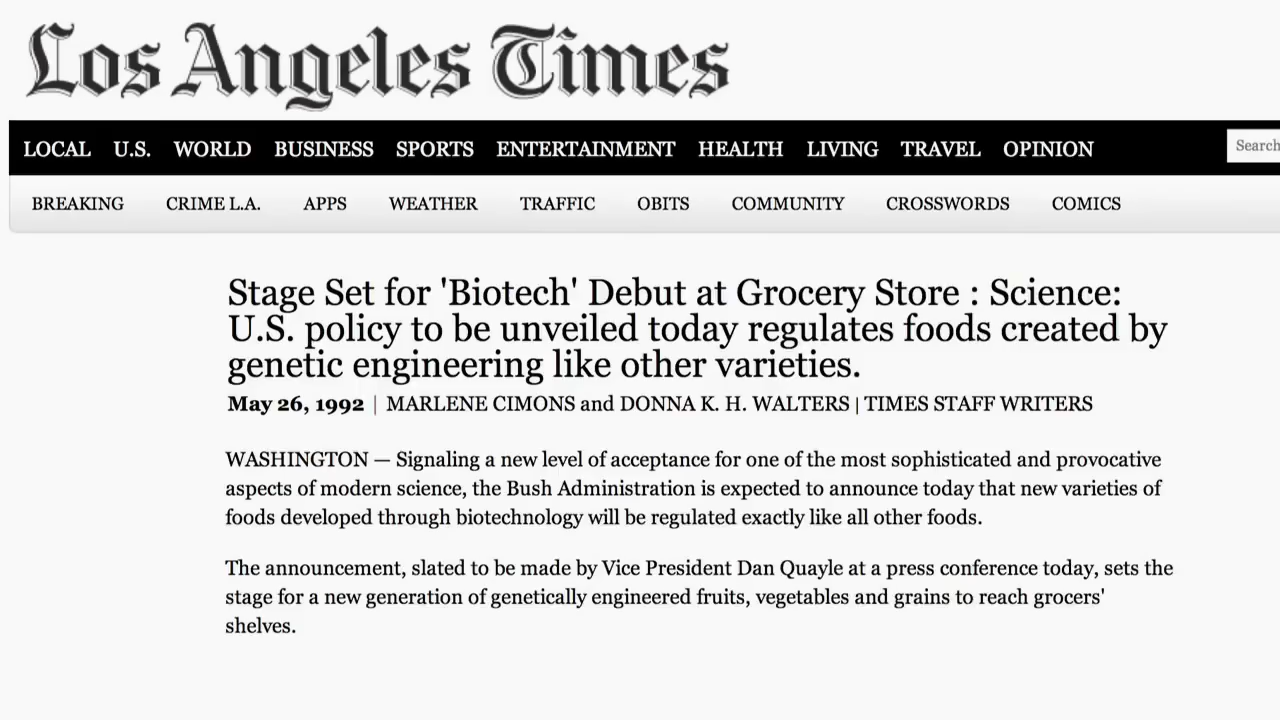 Los Angeles Times
LOCAL U.S. WORLD BUSINESS SPORTS ENTERTAINMENT HEALTH LIVING TRAVEL OPINION
Search
BREAKING CRIME L.A. APPS WEATHER TRAFFIC OBITS COMMUNITY CROSSWORDS COMICS
Stage Set for 'Biotech' Debut at Grocery Store : Science:
U.S. policy to be unveiled today regulates foods created by
genetic engineering like other varieties.
May 26, 1992 | MARLENE CIMONS and DONNA K. H. WALTERS | TIMES STAFF WRITERS
WASHINGTON — Signaling a new level of acceptance for one of the most sophisticated and provocative
aspects of modern science, the Bush Administration is expected to announce today that new varieties of
foods developed through biotechnology will be regulated exactly like all other foods.
The announcement, slated to be made by Vice President Dan Quayle at a press conference today, sets the
stage for a new generation of genetically engineered fruits, vegetables and grains to reach grocers'
shelves.